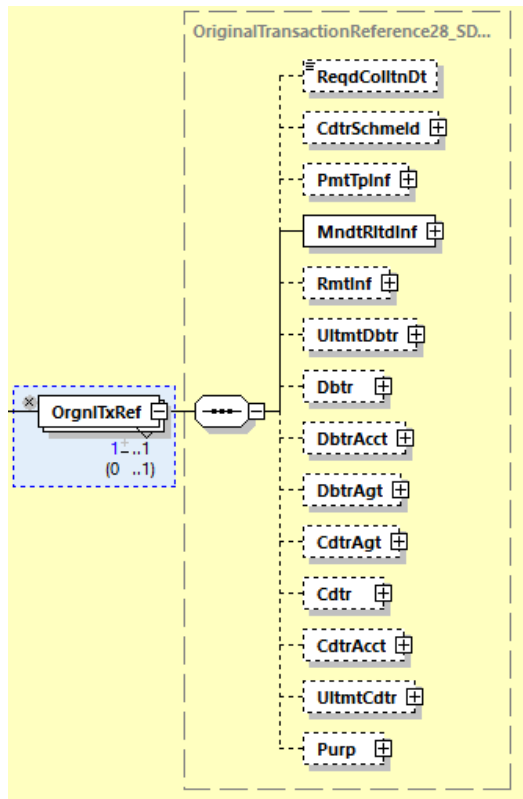 OriginalTransactionReference28_SD...
ReqdColltnDt
CdtrSchmeId
PmtTpInf
MndtRltdInf
RmtInf
UltmtDbtr
Dbtr
OrgnlTxRef
1..1
(0 ..1)
DbtrAcct
DbtrAgt
CdtrAgt
Cdtr
CdtrAcct
UltmtCdtr
Purp